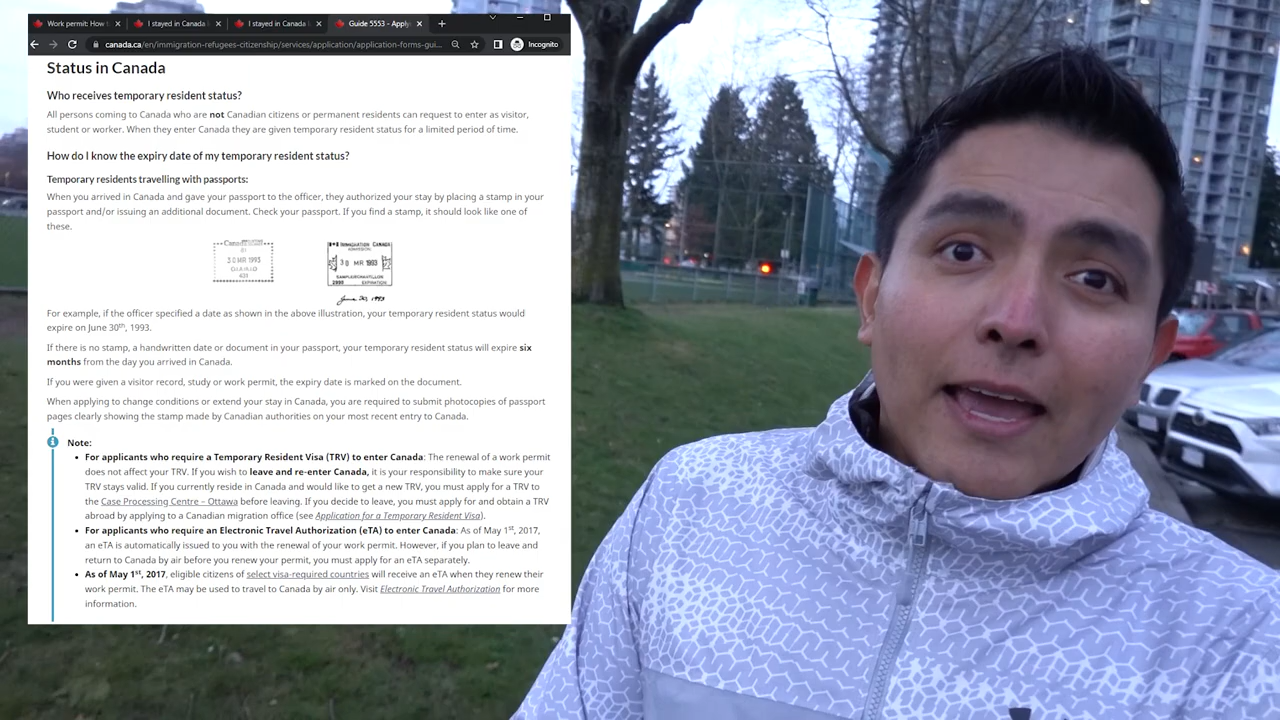 Work permit: How
I stayed in Canada
I stayed in Canada
Guide 5553 - Apply
canada.ca/en/immigration-refugees-citizenship/services/application/application-forms-gui...
Incognito
Status in Canada
Who receives temporary resident status?
All persons coming to Canada who are not Canadian citizens or permanent residents can request to enter as visitor,
student or worker. When they enter Canada they are given temporary resident status for a limited period of time.
How do I know the expiry date of my temporary resident status?
Temporary residents travelling with passports:
When you arrived in Canada and gave your passport to the officer, they authorized your stay by placing a stamp in your
passport and/or issuing an additional document. Check your passport. If you find a stamp, it should look like one of
these.
Canada
30 MR 1993
IMMIGRATION CANADA
30 MR 1993
EXPIRATION
June 30, 1993
For example, if the officer specified a date as shown in the above illustration, your temporary resident status would
expire on June 30th, 1993.
If there is no stamp, a handwritten date or document in your passport, your temporary resident status will expire six
months from the day you arrived in Canada.
If you were given a visitor record, study or work permit, the expiry date is marked on the document.
When applying to change conditions or extend your stay in Canada, you are required to submit photocopies of passport
pages clearly showing the stamp made by Canadian authorities on your most recent entry to Canada.
Note:
• For applicants who require a Temporary Resident Visa (TRV) to enter Canada: The renewal of a work permit
does not affect your TRV. If you wish to leave and re-enter Canada, it is your responsibility to make sure your
TRV stays valid. If you currently reside in Canada and would like to get a new TRV, you must apply for a TRV to
the Case Processing Centre – Ottawa before leaving. If you decide to leave, you must apply for and obtain a TRV
abroad by applying to a Canadian migration office (see Application for a Temporary Resident Visa).
• For applicants who require an Electronic Travel Authorization (eTA) to enter Canada: As of May 1st, 2017,
an eTA is automatically issued to you with the renewal of your work permit. However, if you plan to leave and
return to Canada by air before you renew your permit, you must apply for an eTA separately.
• As of May 1st, 2017, eligible citizens of select visa-required countries will receive an eTA when they renew their
work permit. The eTA may be used to travel to Canada by air only. Visit Electronic Travel Authorization for more
information.